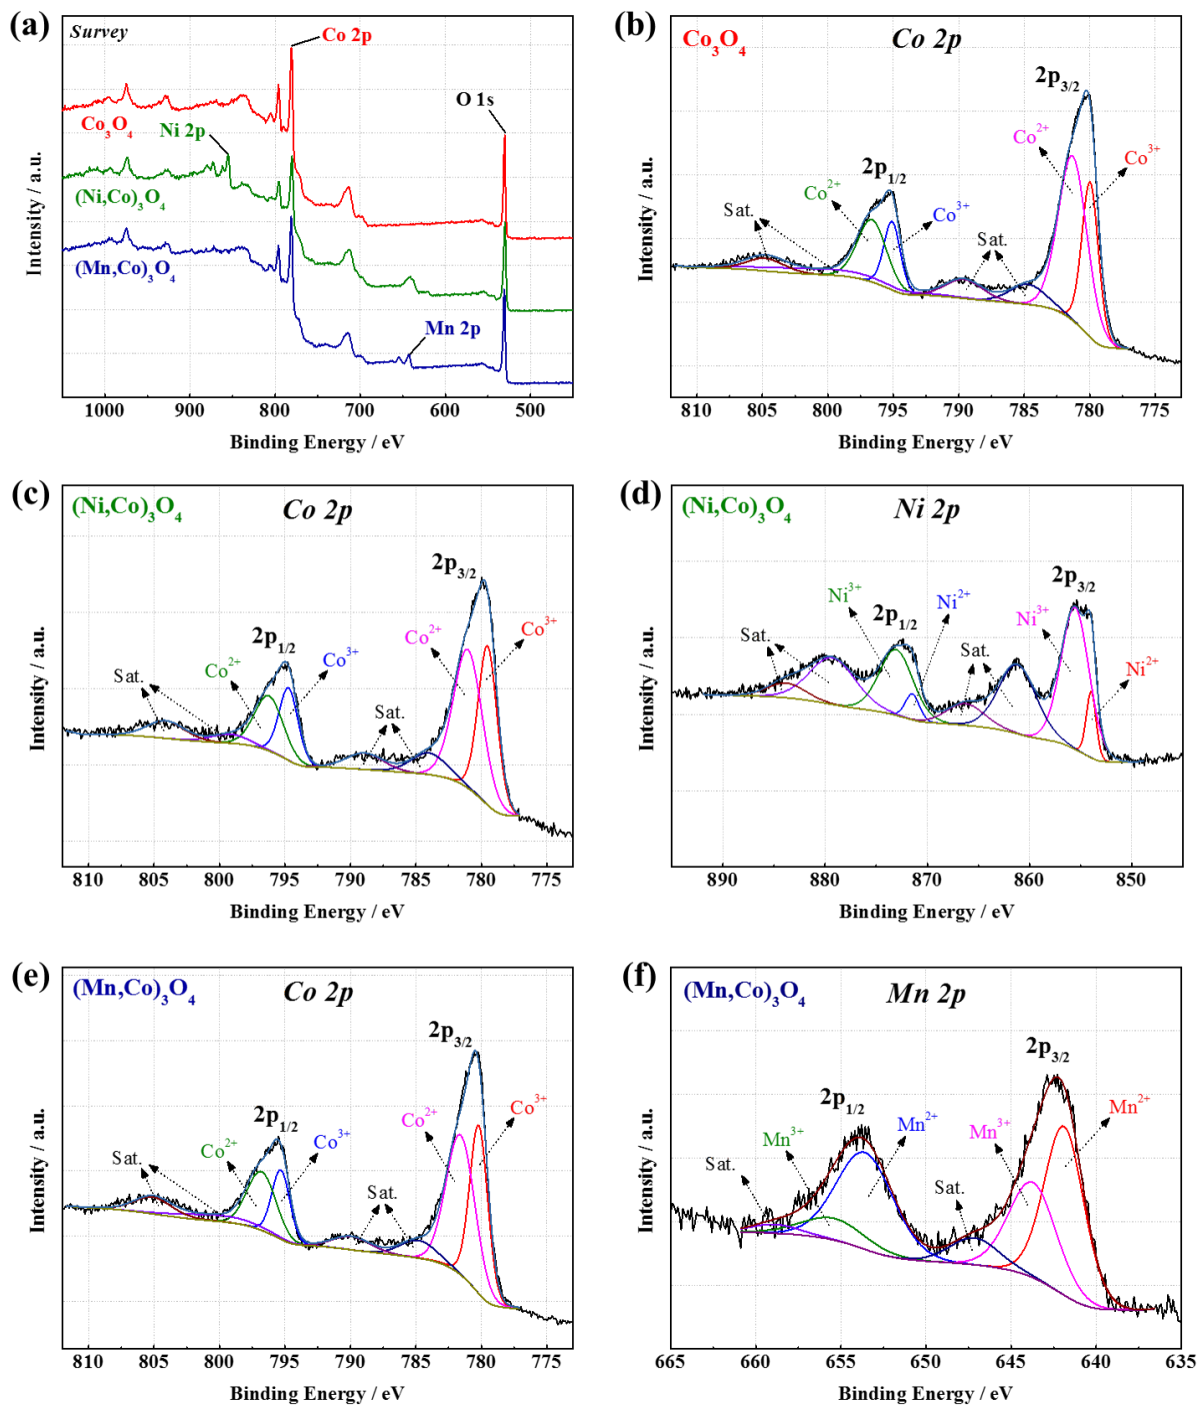 (a)
Survey
Co 2p
O 1s
Co₃O₄
Ni 2p
(Ni,Co)₃O₄
(Mn,Co)₃O₄
Mn 2p
Intensity / a.u.
1000 900 800 700 600 500
Binding Energy / eV
(b)
Co₃O₄
Co 2p
2p₃/₂
Co²⁺
Co³⁺
2p₁/₂
Co²⁺
Co³⁺
Sat.
Sat.
Intensity / a.u.
810 805 800 795 790 785 780 775
Binding Energy / eV
(c)
(Ni,Co)₃O₄
Co 2p
2p₃/₂
Co²⁺
Co³⁺
2p₁/₂
Co²⁺
Co³⁺
Sat.
Sat.
Intensity / a.u.
810 805 800 795 790 785 780 775
Binding Energy / eV
(d)
(Ni,Co)₃O₄
Ni 2p
2p₃/₂
Ni³⁺
2p₁/₂
Ni²⁺
Ni³⁺
Sat.
Sat.
Ni²⁺
Intensity / a.u.
890 880 870 860 850
Binding Energy / eV
(e)
(Mn,Co)₃O₄
Co 2p
2p₃/₂
Co²⁺
Co³⁺
2p₁/₂
Co²⁺
Co³⁺
Sat.
Sat.
Intensity / a.u.
810 805 800 795 790 785 780 775
Binding Energy / eV
(f)
(Mn,Co)₃O₄
Mn 2p
2p₃/₂
2p₁/₂
Mn³⁺
Mn²⁺
Mn³⁺
Mn²⁺
Sat.
Sat.
Intensity / a.u.
665 660 655 650 645 640 635
Binding Energy / eV